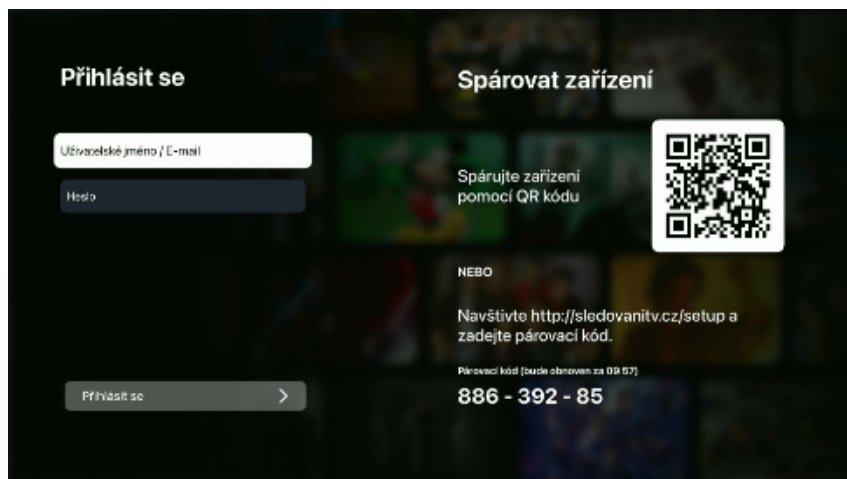 Přihlásit se
Uživatelské jméno / E-mail
Heslo
Přihlásit se
Spárovat zařízení
Spárujte zařízení
pomocí QR kódu
NEBO
Navštivte http://sledovanitv.cz/setup a
zadejte párovací kód.
Párovací kód (bude obnoven za 09:57)
886 - 392 - 85